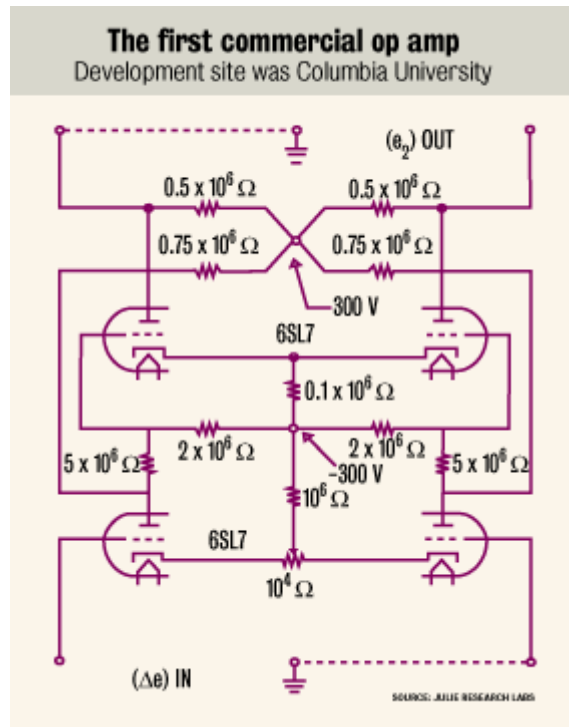 The first commercial op amp
Development site was Columbia University
(e₂) OUT
0.5 x 10⁶ Ω
0.5 x 10⁶ Ω
0.75 x 10⁶ Ω
0.75 x 10⁶ Ω
300 V
6SL7
0.1 x 10⁶ Ω
2 x 10⁶ Ω
2 x 10⁶ Ω
5 x 10⁶ Ω
–300 V
5 x 10⁶ Ω
10⁶ Ω
6SL7
10⁴ Ω
(Δe) IN
SOURCE: JULIE RESEARCH LABS